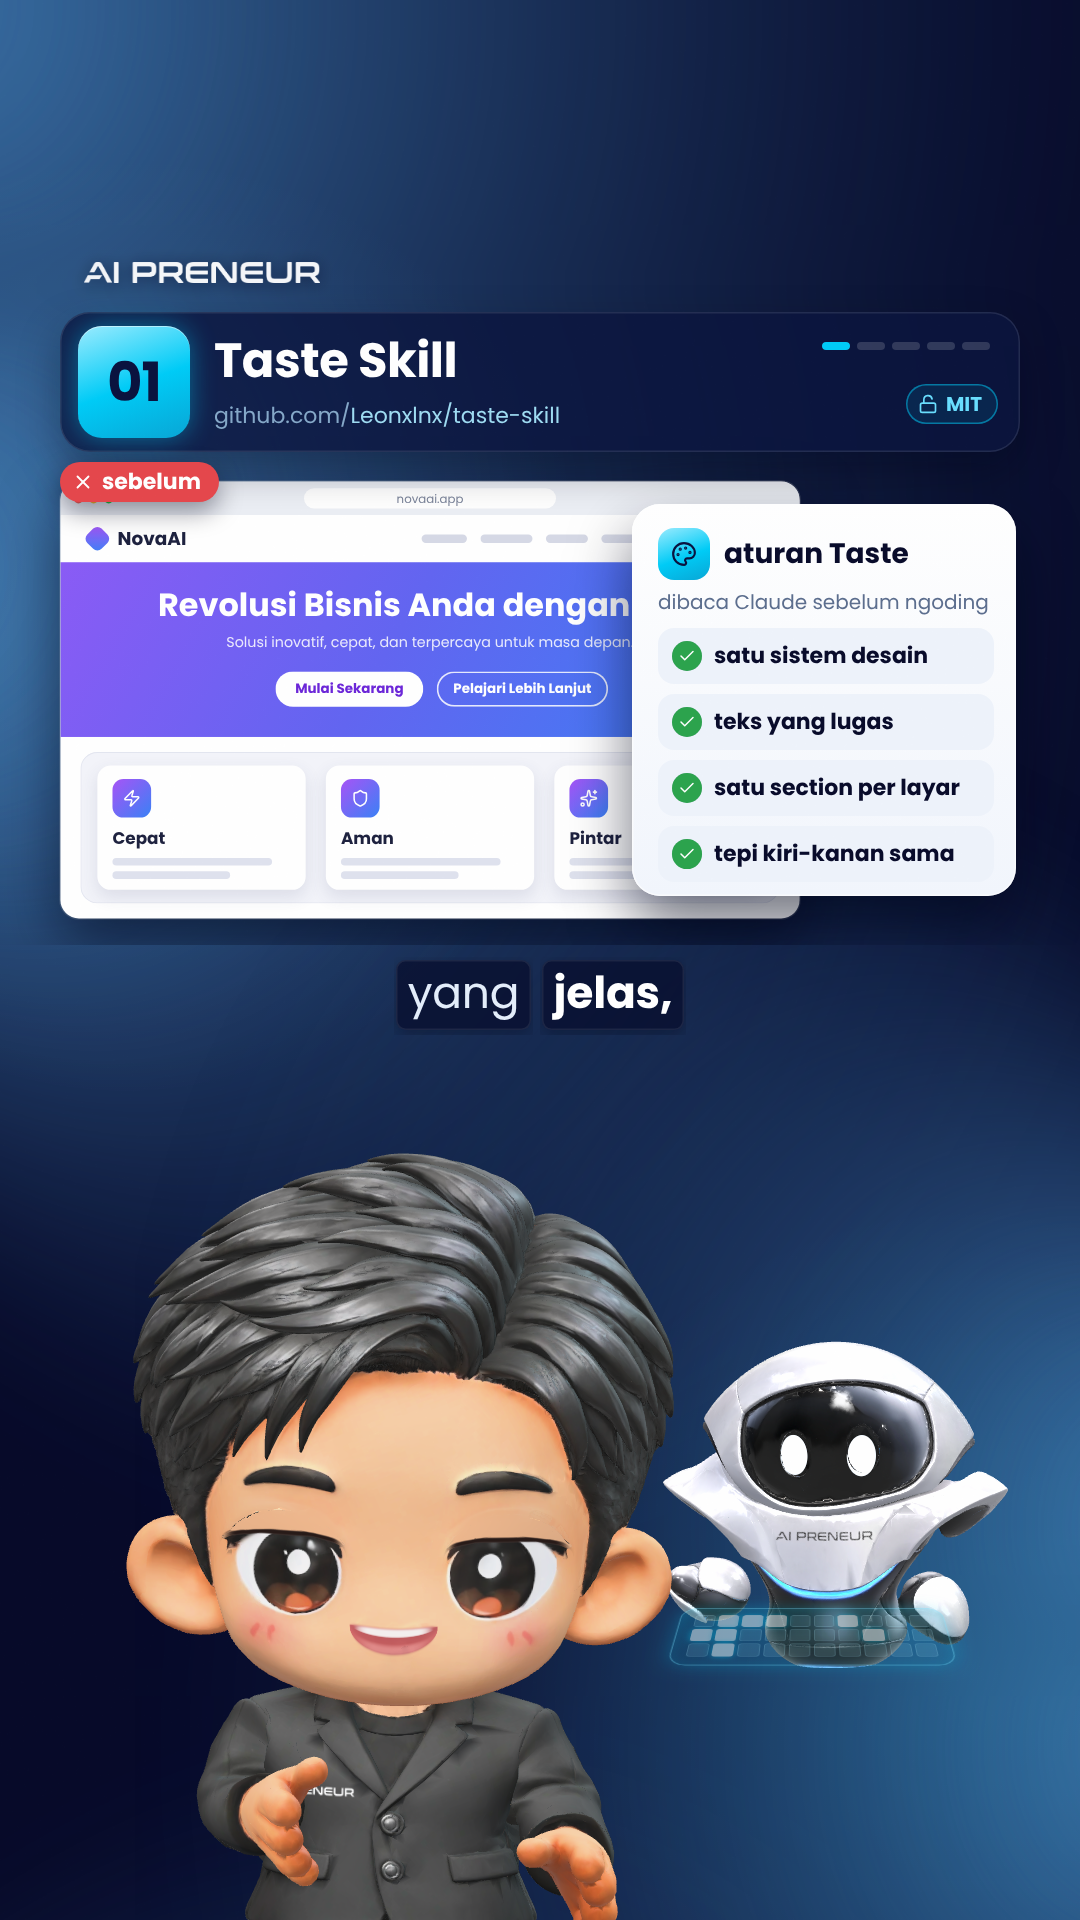 AI PRENEUR
01
Taste Skill
github.com/Leonxlnx/taste-skill
MIT
sebelum
novaai.app
NovaAI
Revolusi Bisnis Anda dengan
Solusi inovatif, cepat, dan terpercaya untuk masa depan.
Mulai Sekarang
Pelajari Lebih Lanjut
Cepat
Aman
Pintar
aturan Taste
dibaca Claude sebelum ngoding
satu sistem desain
teks yang lugas
satu section per layar
tepi kiri-kanan sama
yang jelas,
AI PRENEUR
ENEUR